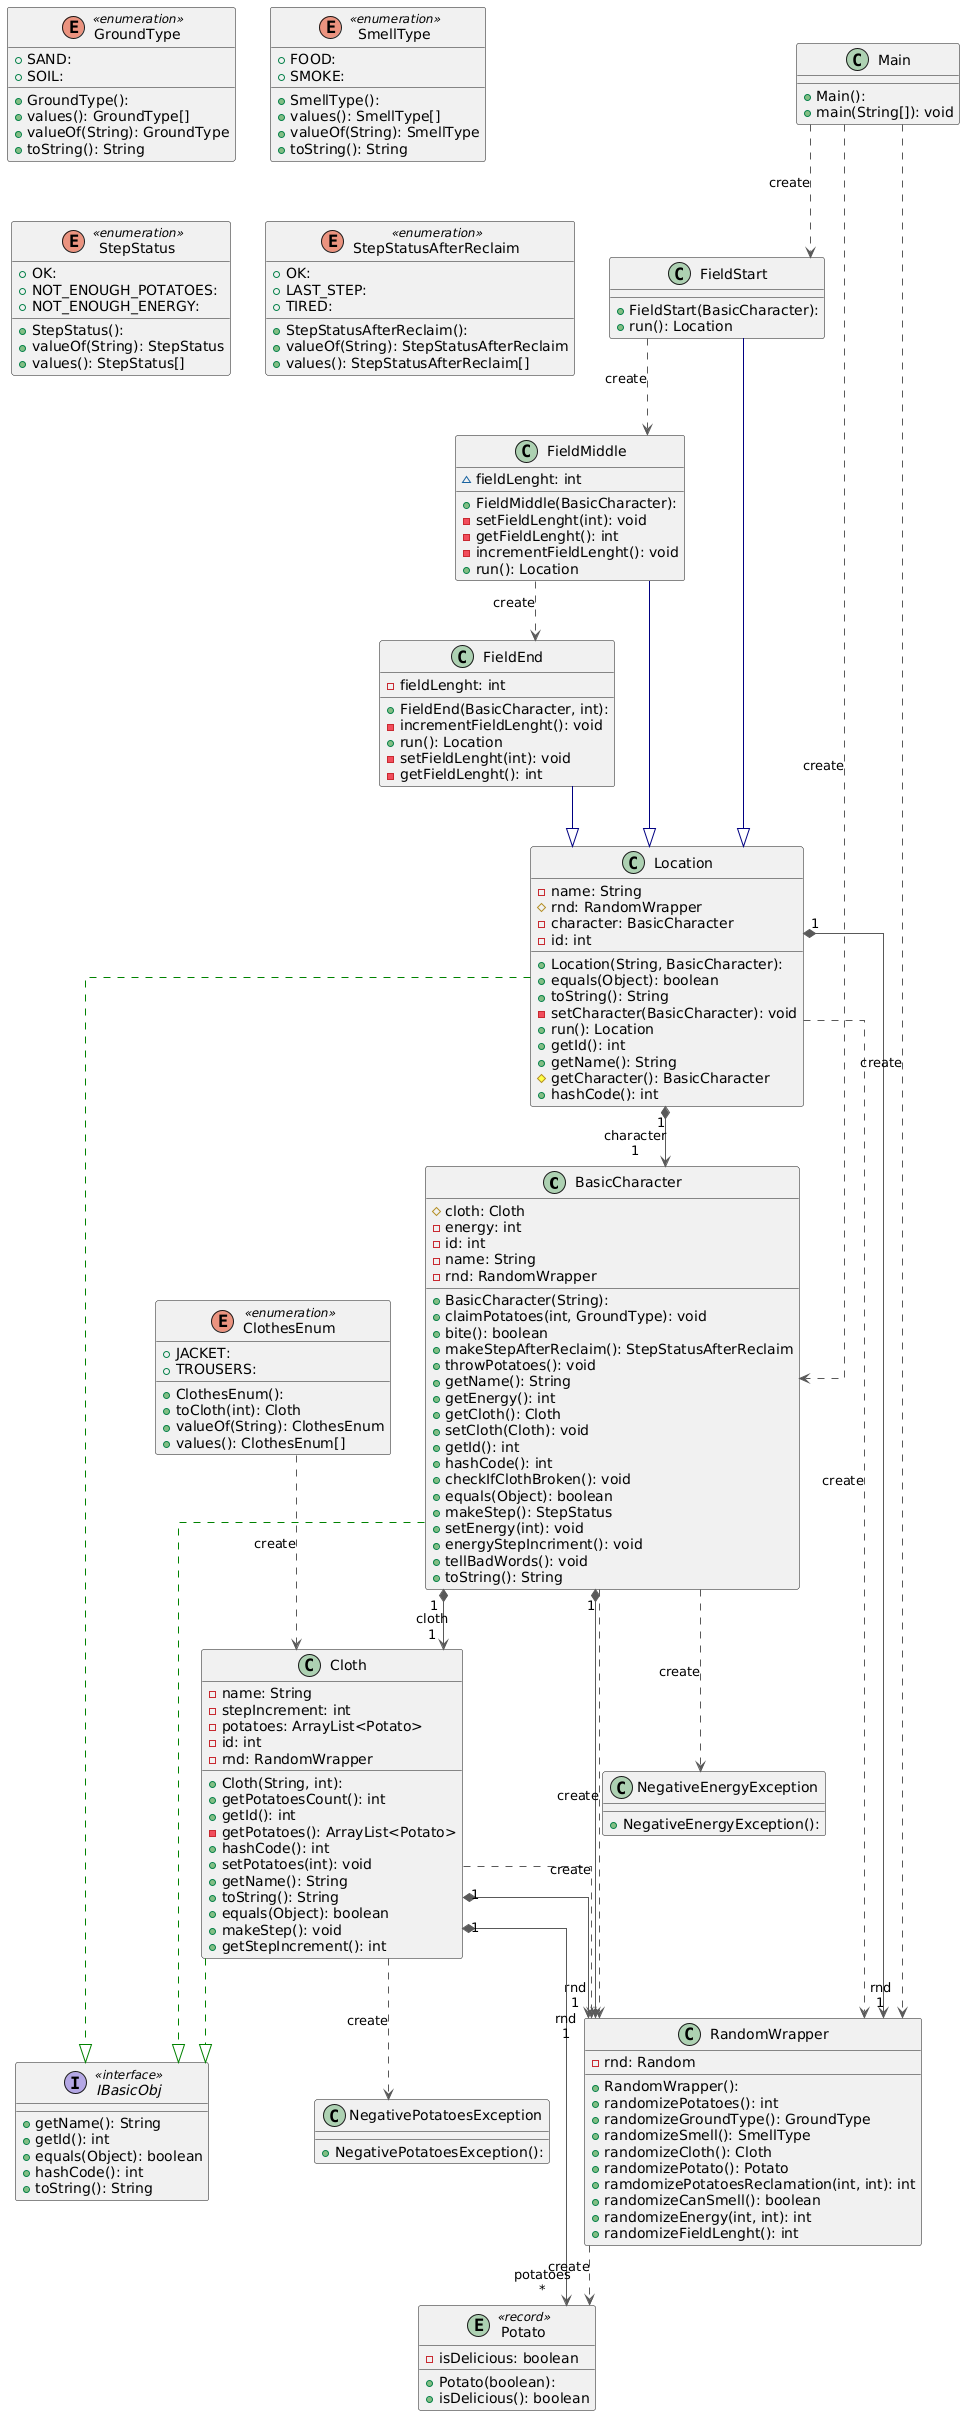 «enumeration»
GroundType
SAND:
SOIL:
GroundType():
values(): GroundType[]
valueOf(String): GroundType
toString(): String
«enumeration»
SmellType
FOOD:
SMOKE:
SmellType():
values(): SmellType[]
valueOf(String): SmellType
toString(): String
Main
Main():
main(String[]): void
create
«enumeration»
StepStatus
OK:
NOT_ENOUGH_POTATOES:
NOT_ENOUGH_ENERGY:
StepStatus():
valueOf(String): StepStatus
values(): StepStatus[]
«enumeration»
StepStatusAfterReclaim
OK:
LAST_STEP:
TIRED:
StepStatusAfterReclaim():
valueOf(String): StepStatusAfterReclaim
values(): StepStatusAfterReclaim[]
FieldStart
FieldStart(BasicCharacter):
run(): Location
create
FieldMiddle
fieldLenght: int
FieldMiddle(BasicCharacter):
setFieldLenght(int): void
getFieldLenght(): int
incrementFieldLenght(): void
run(): Location
create
FieldEnd
fieldLenght: int
FieldEnd(BasicCharacter, int):
incrementFieldLenght(): void
run(): Location
setFieldLenght(int): void
getFieldLenght(): int
create
Location
name: String
rnd: RandomWrapper
character: BasicCharacter
id: int
Location(String, BasicCharacter):
equals(Object): boolean
toString(): String
setCharacter(BasicCharacter): void
run(): Location
getId(): int
getName(): String
getCharacter(): BasicCharacter
hashCode(): int
1
create
1
character
1
BasicCharacter
cloth: Cloth
energy: int
id: int
name: String
rnd: RandomWrapper
BasicCharacter(String):
claimPotatoes(int, GroundType): void
bite(): boolean
makeStepAfterReclaim(): StepStatusAfterReclaim
throwPotatoes(): void
getName(): String
getEnergy(): int
getCloth(): Cloth
setCloth(Cloth): void
getId(): int
hashCode(): int
checkIfClothBroken(): void
equals(Object): boolean
makeStep(): StepStatus
setEnergy(int): void
energyStepIncriment(): void
tellBadWords(): void
toString(): String
«enumeration»
ClothesEnum
JACKET:
TROUSERS:
ClothesEnum():
toCloth(int): Cloth
valueOf(String): ClothesEnum
values(): ClothesEnum[]
create
create
1
cloth
1
1
create
Cloth
name: String
stepIncrement: int
potatoes: ArrayList<Potato>
id: int
rnd: RandomWrapper
Cloth(String, int):
getPotatoesCount(): int
getId(): int
getPotatoes(): ArrayList<Potato>
hashCode(): int
setPotatoes(int): void
getName(): String
toString(): String
equals(Object): boolean
makeStep(): void
getStepIncrement(): int
create
NegativeEnergyException
NegativeEnergyException():
create
1
1
rnd
1
rnd
1
rnd
1
create
«interface»
IBasicObj
getName(): String
getId(): int
equals(Object): boolean
hashCode(): int
toString(): String
NegativePotatoesException
NegativePotatoesException():
RandomWrapper
rnd: Random
RandomWrapper():
randomizePotatoes(): int
randomizeGroundType(): GroundType
randomizeSmell(): SmellType
randomizeCloth(): Cloth
randomizePotato(): Potato
ramdomizePotatoesReclamation(int, int): int
randomizeCanSmell(): boolean
randomizeEnergy(int, int): int
randomizeFieldLenght(): int
create
potatoes
*
«record»
Potato
isDelicious: boolean
Potato(boolean):
isDelicious(): boolean